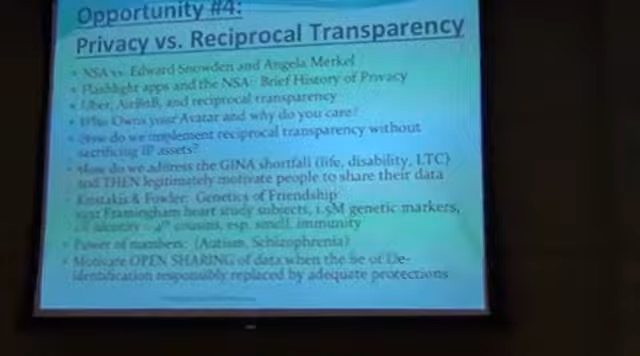 Opportunity #4:
Privacy vs. Reciprocal Transparency
• NSA vs. Edward Snowden and Angela Merkel
• Flashlight apps and the NSA: Brief History of Privacy
• Uber, AirBnB, and reciprocal transparency
• Who Owns your Avatar and why do you care?
• How do we implement reciprocal transparency without
sacrificing IP assets?
• How do we address the GINA shortfall (life, disability, LTC)
and THEN legitimately motivate people to share their data
& Fowler: Genetics of Friendship
Framingham heart study subjects, 1.5M genetic markers,
identity 4th cousins, esp. smell, immunity
• Power of numbers: (Autism, Schizophrenia)
• Motivate OPEN SHARING of data when the lie of De-
identification responsibly replaced by adequate protections